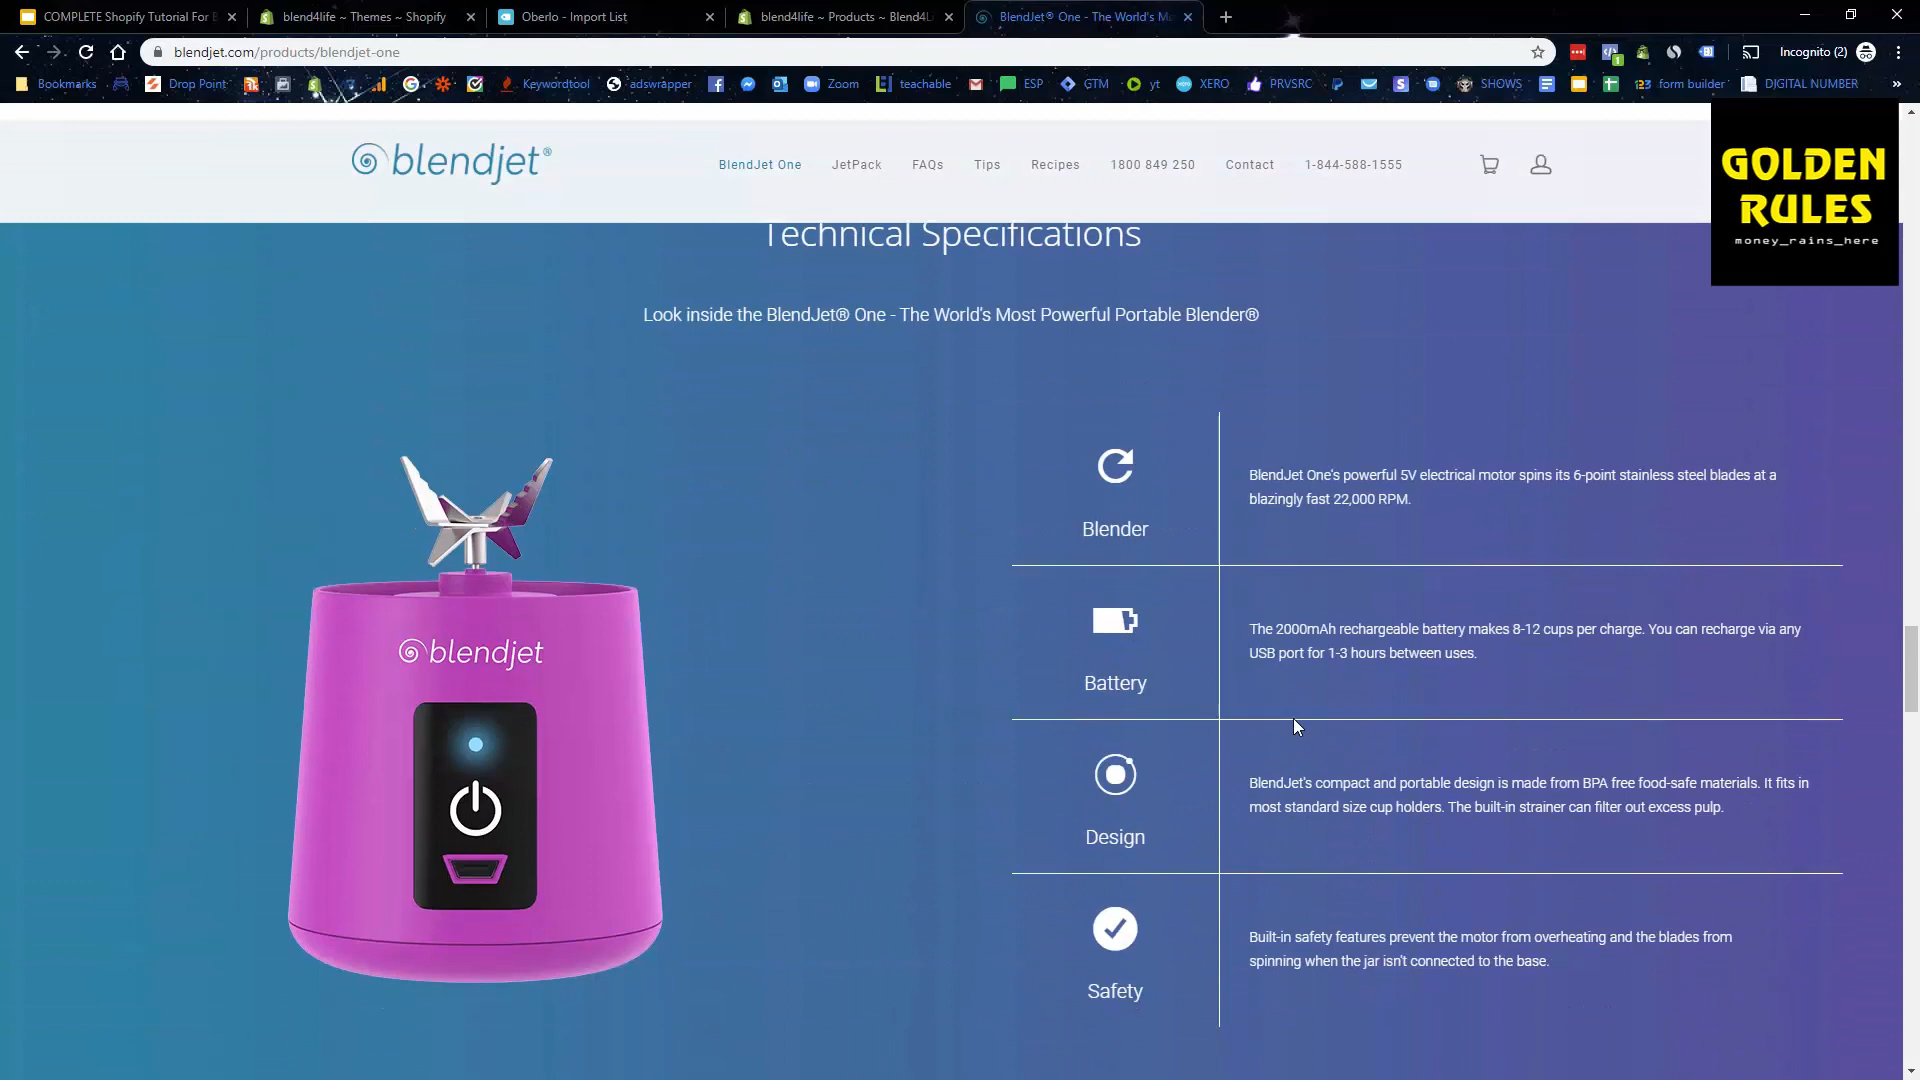 COMPLETE Shopify Tutorial For B
blend4life ~ Themes ~ Shopify
Oberlo - Import List
blend4life ~ Products ~ Blend4L
BlendJet® One - The World's Mo
blendjet.com/products/blendjet-one
Incognito (2)
Bookmarks
Drop Point
Keywordtool
adswrapper
Zoom
teachable
ESP
GTM
yt
XERO
PRVSRC
SHOWS
123 form builder
DIGITAL NUMBER
»
blendjet®
BlendJet One
JetPack
FAQs
Tips
Recipes
1800 849 250
Contact
1-844-588-1555
GOLDEN
RULES
money_rains_here
Technical Specifications
Look inside the BlendJet® One - The World's Most Powerful Portable Blender®
Blender
BlendJet One's powerful 5V electrical motor spins its 6-point stainless steel blades at a
blazingly fast 22,000 RPM.
blendjet
Battery
The 2000mAh rechargeable battery makes 8-12 cups per charge. You can recharge via any
USB port for 1-3 hours between uses.
Design
BlendJet's compact and portable design is made from BPA free food-safe materials. It fits in
most standard size cup holders. The built-in strainer can filter out excess pulp.
Safety
Built-in safety features prevent the motor from overheating and the blades from
spinning when the jar isn't connected to the base.